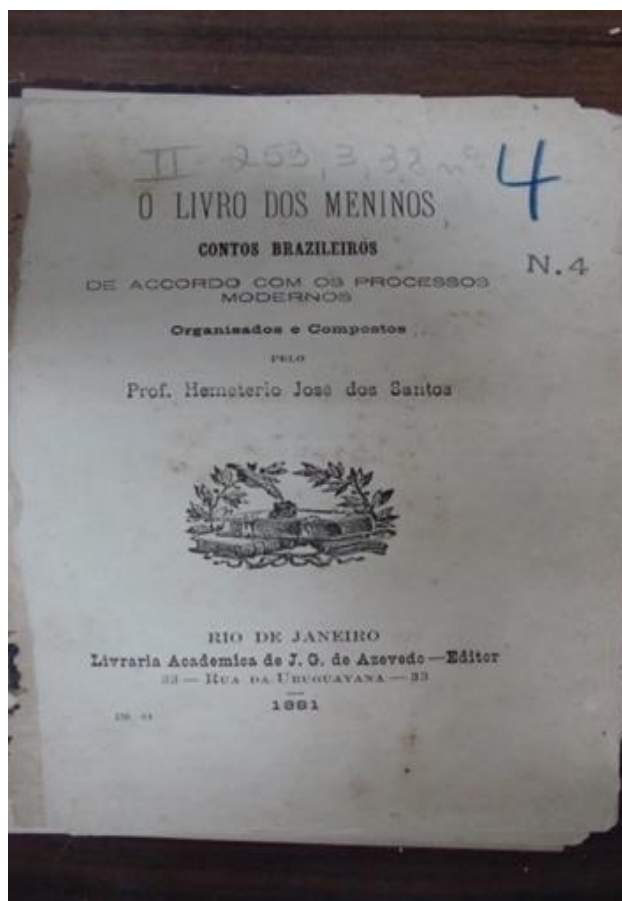 II - 253, 3, 32 nº 4
O LIVRO DOS MENINOS
CONTOS BRAZILEIROS
N.4
DE ACCORDO COM OS PROCESSOS
MODERNOS
Organisados e Compostos
PELO
Prof. Hemeterio José dos Santos
RIO DE JANEIRO
Livraria Academica de J. G. de Azevedo—Editor
33 — RUA DA URUGUAYANA — 33
1881